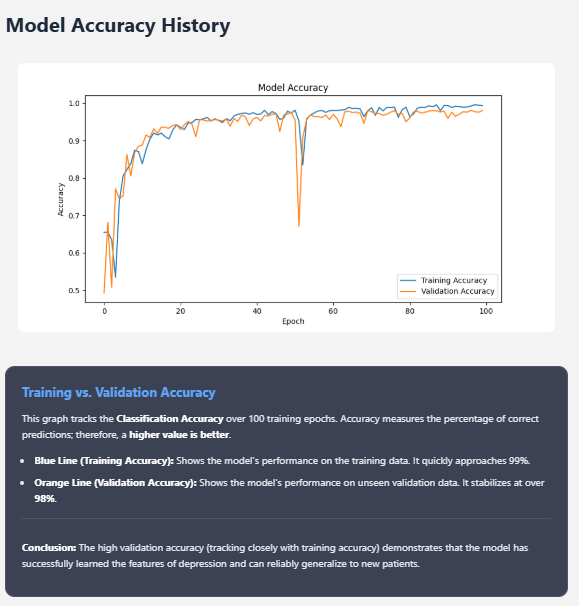 Model Accuracy History
Model Accuracy
1.0
0.9
0.8
0.7
0.6
0.5
Accuracy
0
20
40
60
80
100
Epoch
Training Accuracy
Validation Accuracy
Training vs. Validation Accuracy
This graph tracks the Classification Accuracy over 100 training epochs. Accuracy measures the percentage of correct
predictions; therefore, a higher value is better.
• Blue Line (Training Accuracy): Shows the model's performance on the training data. It quickly approaches 99%.
• Orange Line (Validation Accuracy): Shows the model's performance on unseen validation data. It stabilizes at over
98%.
Conclusion: The high validation accuracy (tracking closely with training accuracy) demonstrates that the model has
successfully learned the features of depression and can reliably generalize to new patients.